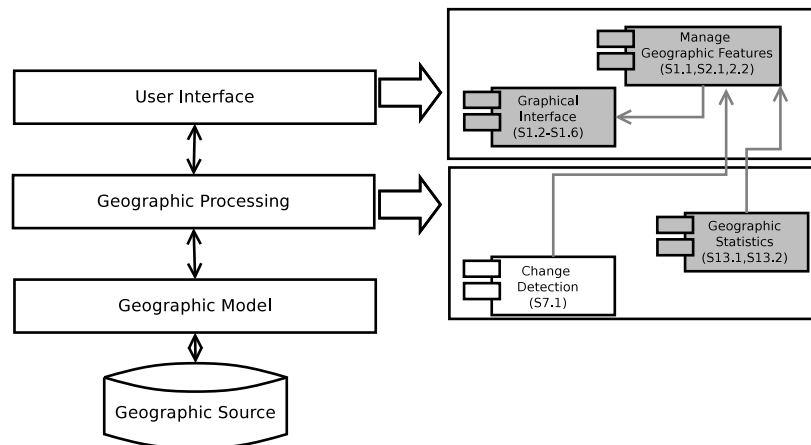 User Interface
Geographic Processing
Geographic Model
Geographic Source
Manage
Geographic Features
(S1.1,S2.1,2.2)
Graphical
Interface
(S1.2-S1.6)
Geographic
Statistics
(S13.1,S13.2)
Change
Detection
(S7.1)